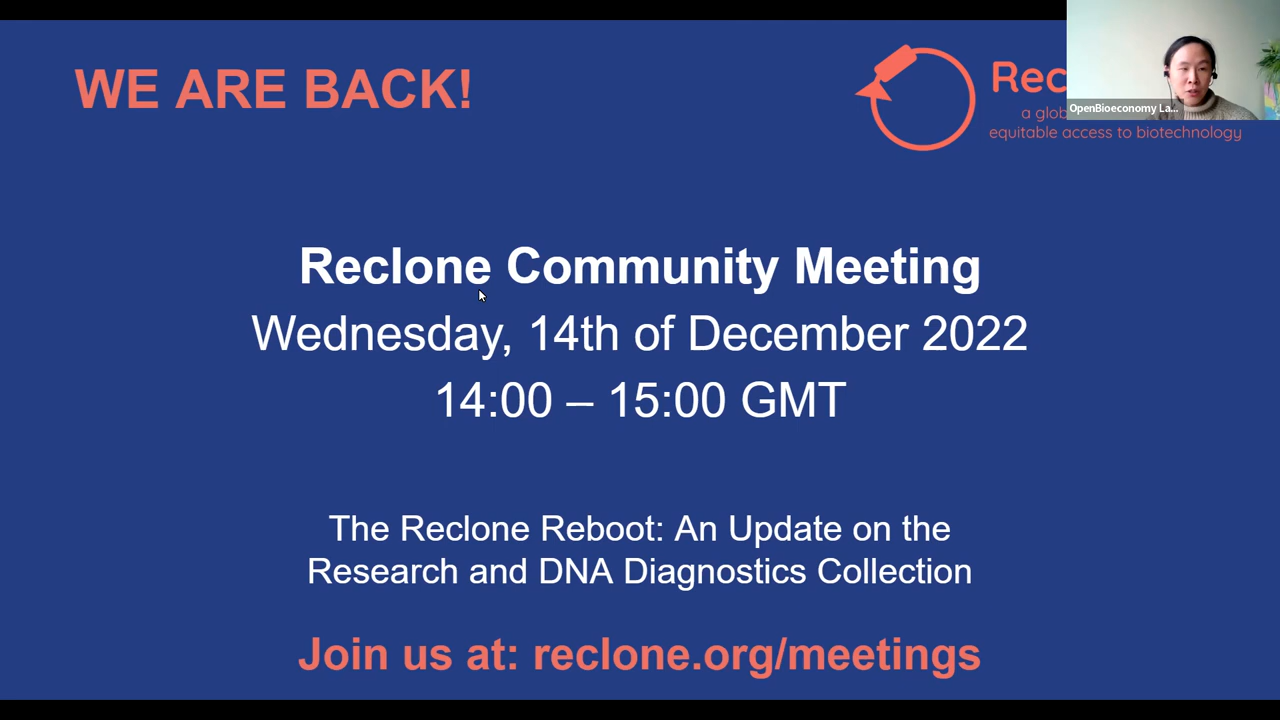 WE ARE BACK!
Rec
a glob
equitable access to biotechnology
OpenBioeconomy La...
Reclone Community Meeting
Wednesday, 14th of December 2022
14:00 – 15:00 GMT
The Reclone Reboot: An Update on the
Research and DNA Diagnostics Collection
Join us at: reclone.org/meetings